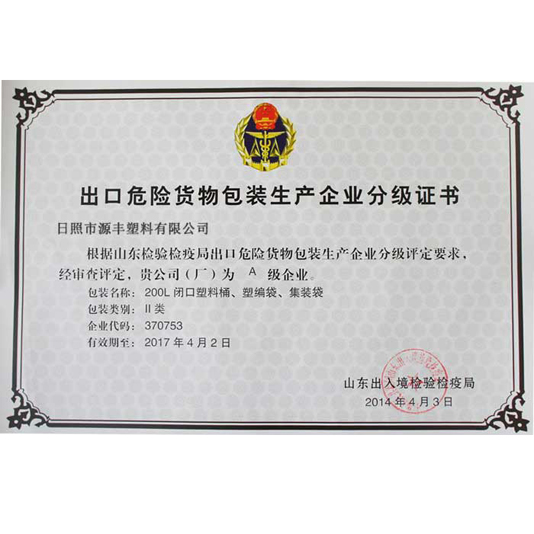 出口危险货物包装生产企业分级证书
日照市源丰塑料有限公司
根据山东检验检疫局出口危险货物包装生产企业分级评定要求，
经审查评定，贵公司（厂）为 A 级企业。
包装名称：200L 闭口塑料桶、塑编袋、集装袋
包装类别：II 类
企业代码：370753
有效期至：2017 年 4 月 2 日
山东出入境检验检疫局
2014 年 4 月 3 日